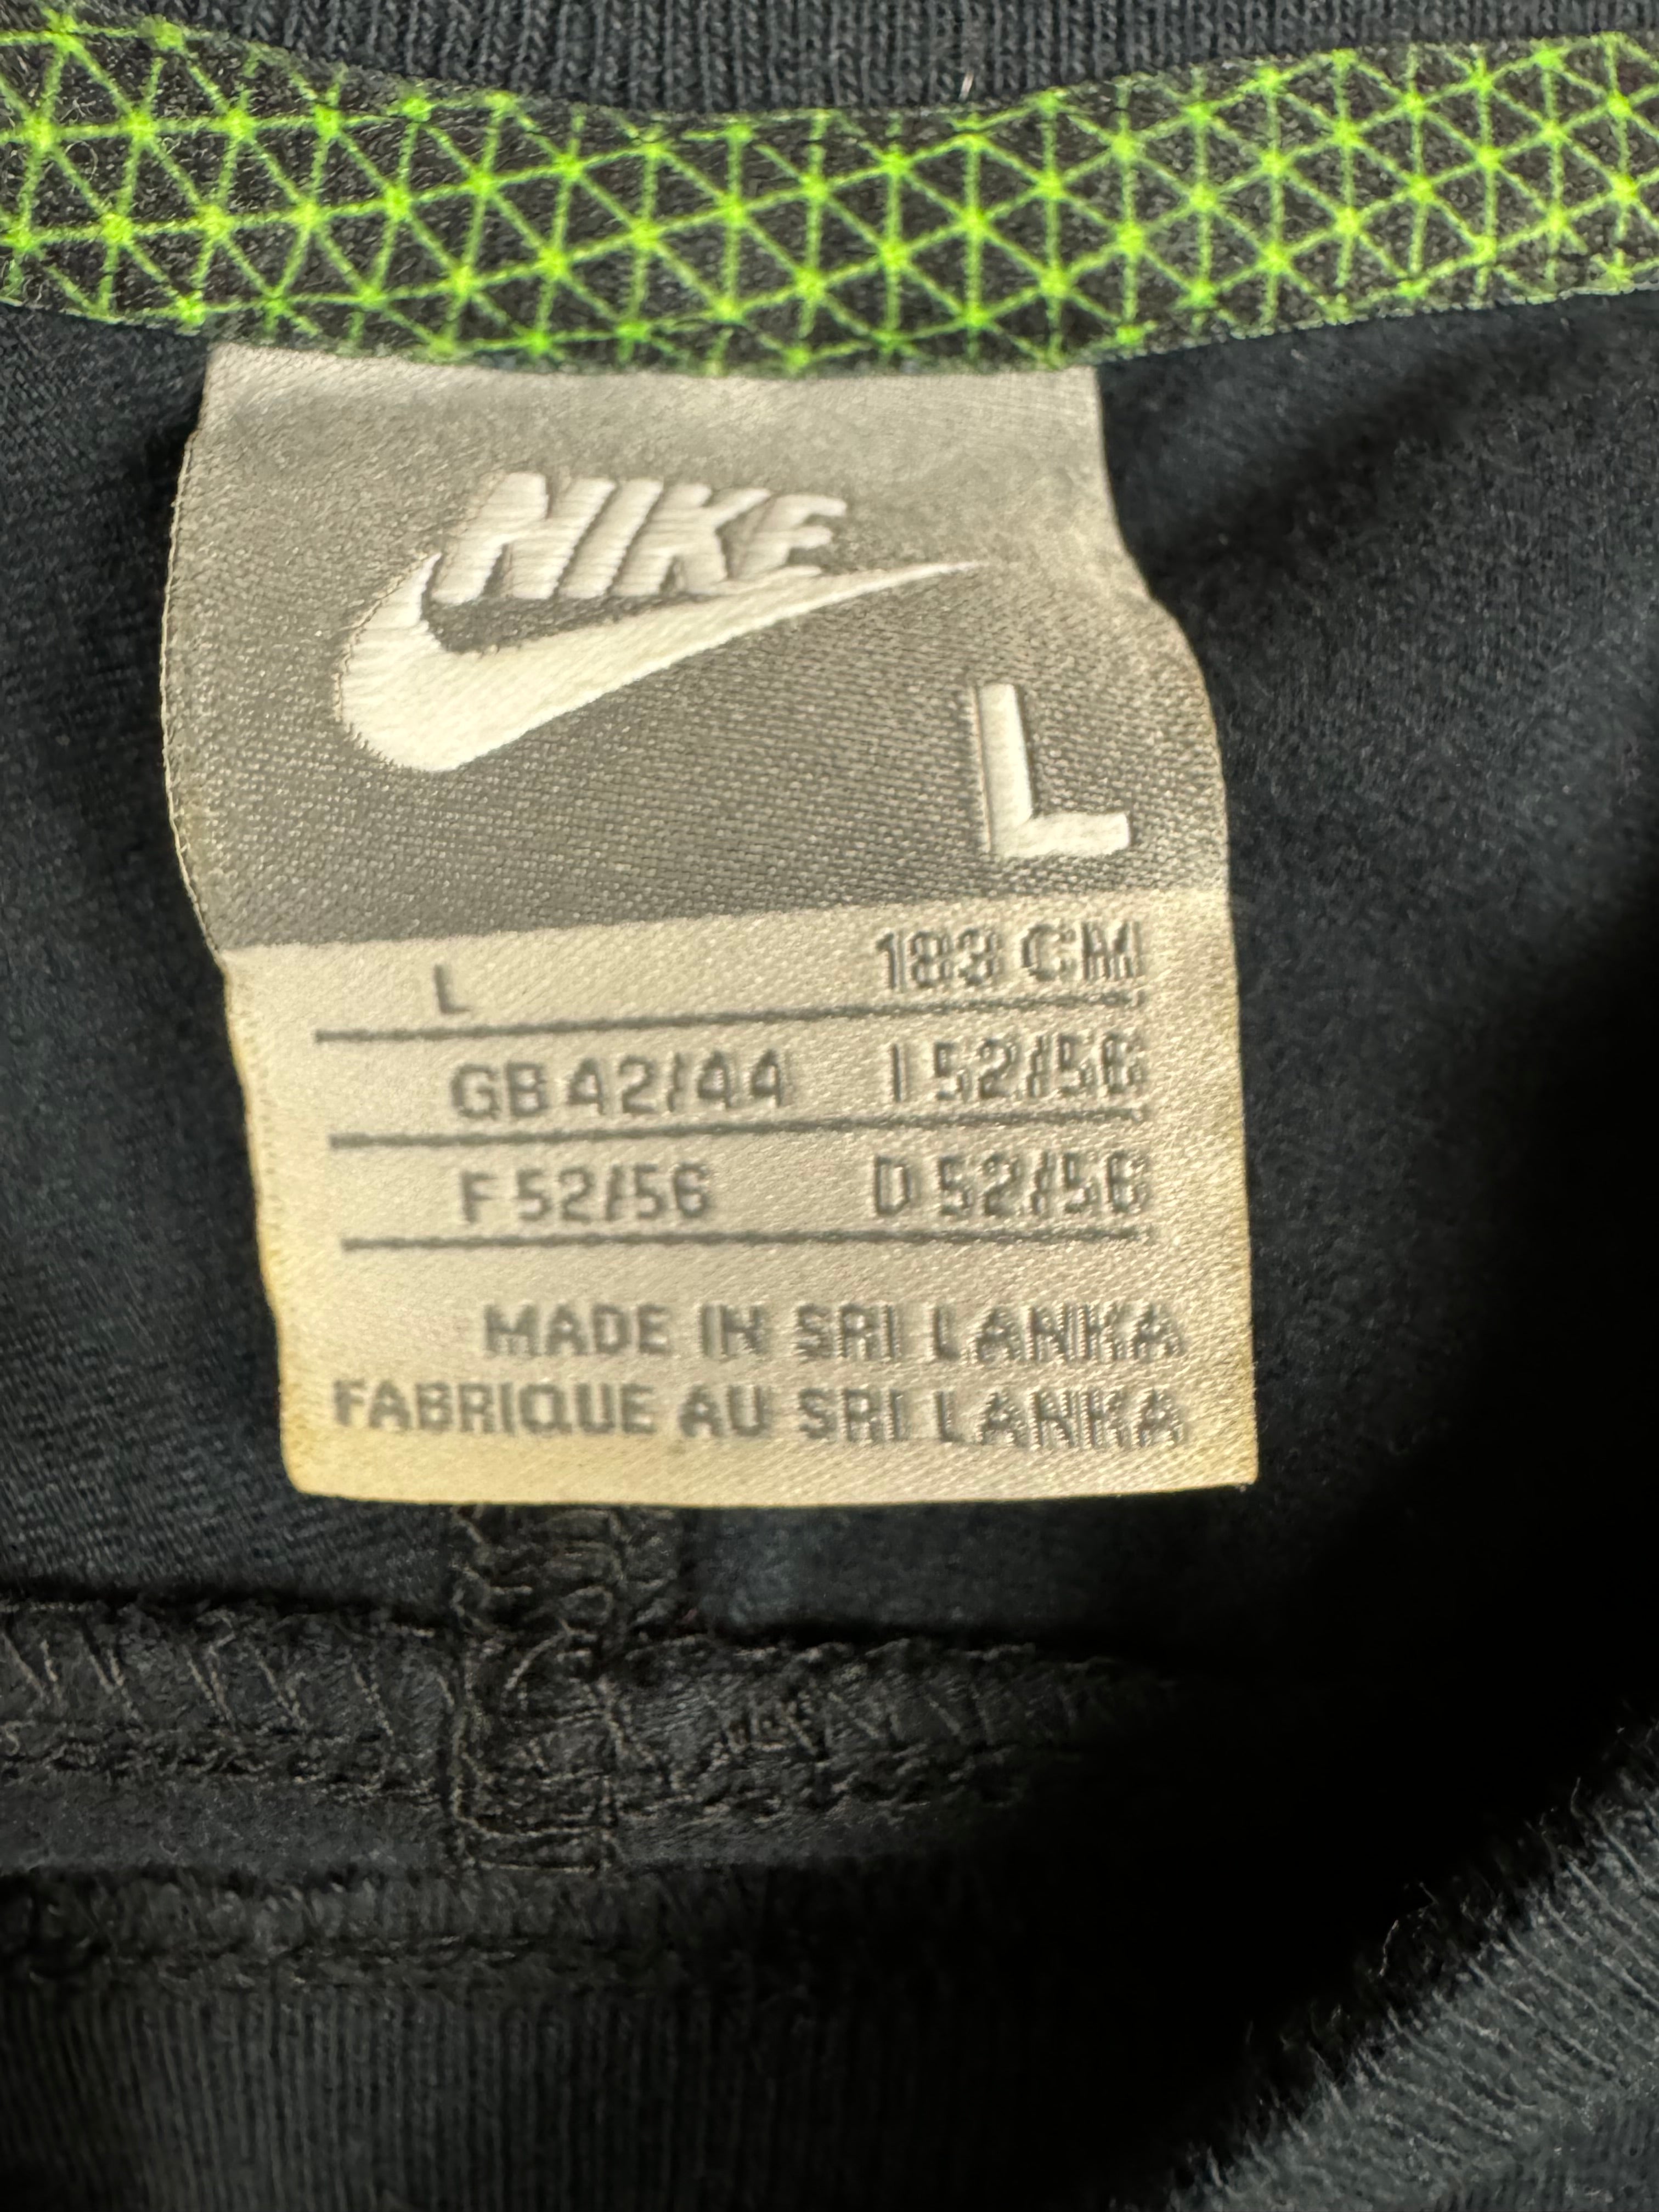 NIKE
L
L 183 CM
GB 42/44 I 52/56
F 52/56 D 52/56
MADE IN SRI LANKA
FABRIQUE AU SRI LANKA